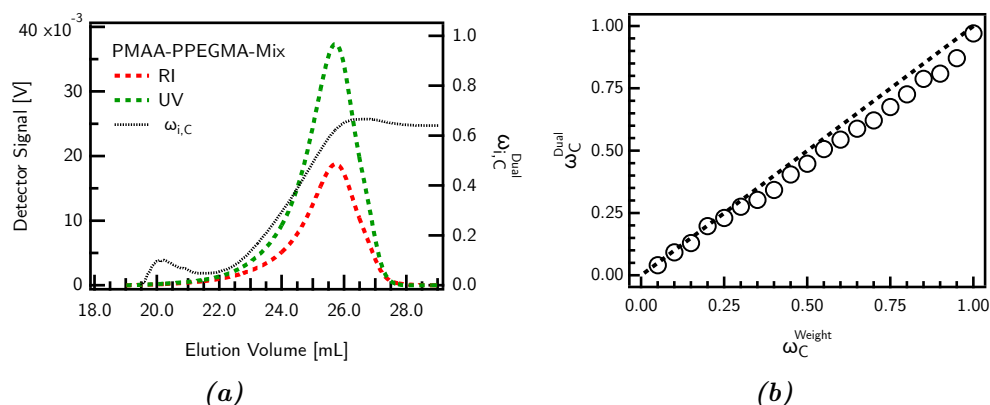 40 x10⁻³
30
20
10
0
Detector Signal [V]
PMAA-PPEGMA-Mix
RI
UV
ω_{i,C}
1.0
0.8
0.6
0.4
0.2
0.0
ω_{i,C}^{Dual}
18.0 20.0 22.0 24.0 26.0 28.0
Elution Volume [mL]
(a)
1.00
0.75
0.50
0.25
0.00
ω_C^{Dual}
0.00 0.25 0.50 0.75 1.00
ω_C^{Weight}
(b)